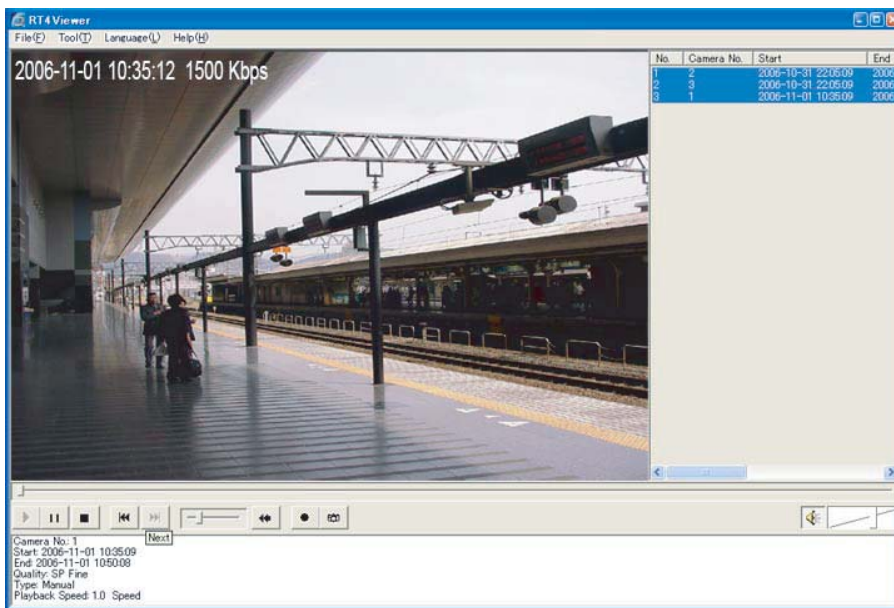 RT4Viewer
File(F) Tool(T) Language(L) Help(H)
2006-11-01 10:35:12 1500 Kbps
No. Camera No. Start End
1 2 2006-10-31 22:05:09 2006
2 3 2006-10-31 22:05:09 2006
3 1 2006-11-01 10:35:09 2006
Next
Camera No.: 1
Start: 2006-11-01 10:35:09
End: 2006-11-01 10:50:08
Quality: SP Fine
Type: Manual
Playback Speed: 1.0 Speed